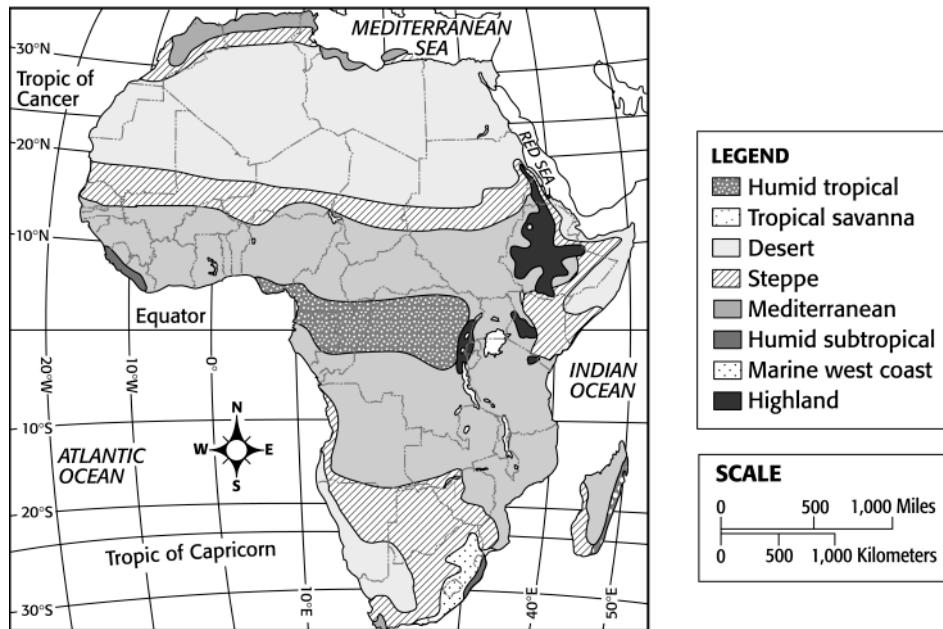 MEDITERRANEAN
SEA
30°N
Tropic of
Cancer
20°N
RED SEA
10°N
Equator
INDIAN
OCEAN
20°W
10°W
0°
N
W
E
S
10°S
ATLANTIC
OCEAN
20°S
Tropic of Capricorn
30°S
10°E
40°E
50°E
LEGEND
Humid tropical
Tropical savanna
Desert
Steppe
Mediterranean
Humid subtropical
Marine west coast
Highland
SCALE
0 500 1,000 Miles
0 500 1,000 Kilometers